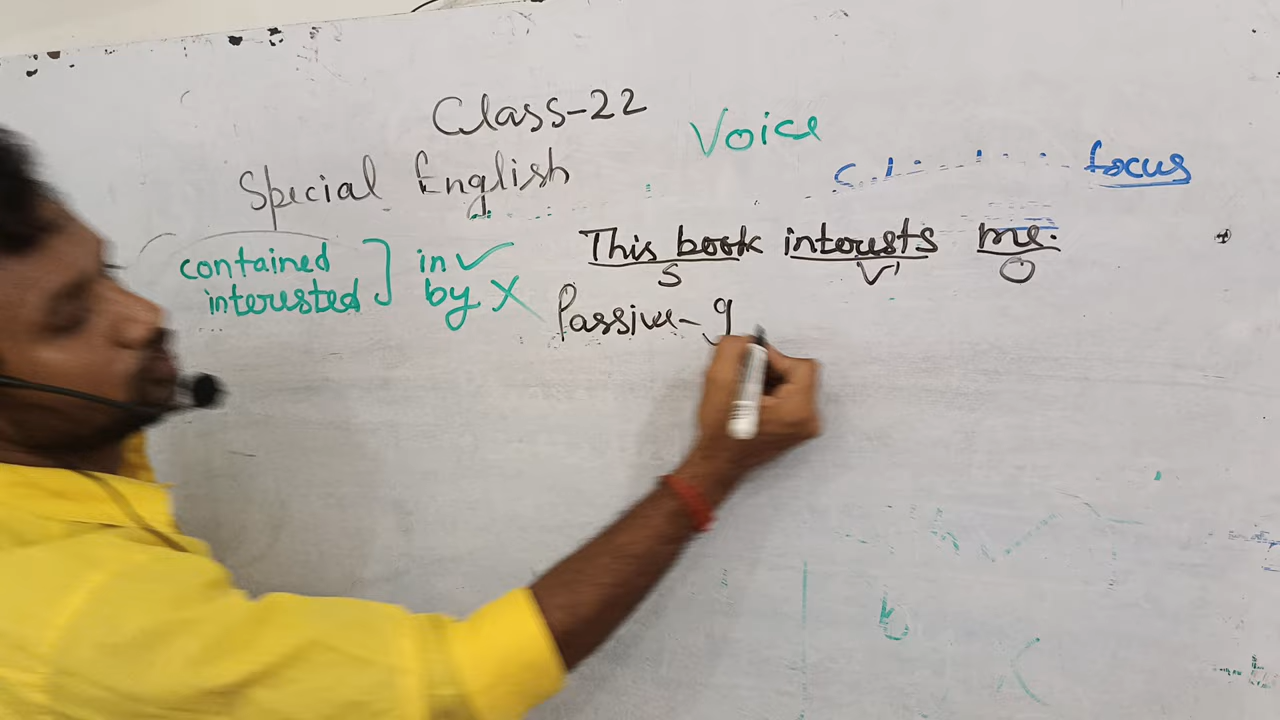 Class-22
Voice
Special English
focus
contained
interested
in ✓
by X
This book interests me.
S V' O
Passive- I